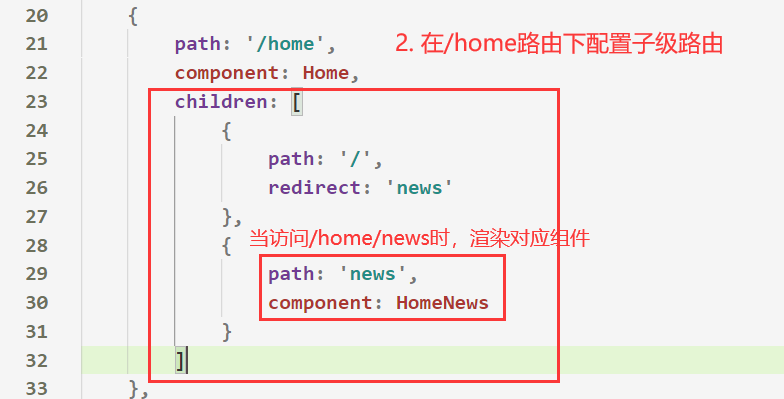 20 {
21 path: '/home', 2. 在/home路由下配置子级路由
22 component: Home,
23 children: [
24 {
25 path: '/',
26 redirect: 'news'
27 },
28 { 当访问/home/news时，渲染对应组件
29 path: 'news',
30 component: HomeNews
31 }
32 ]
33 },